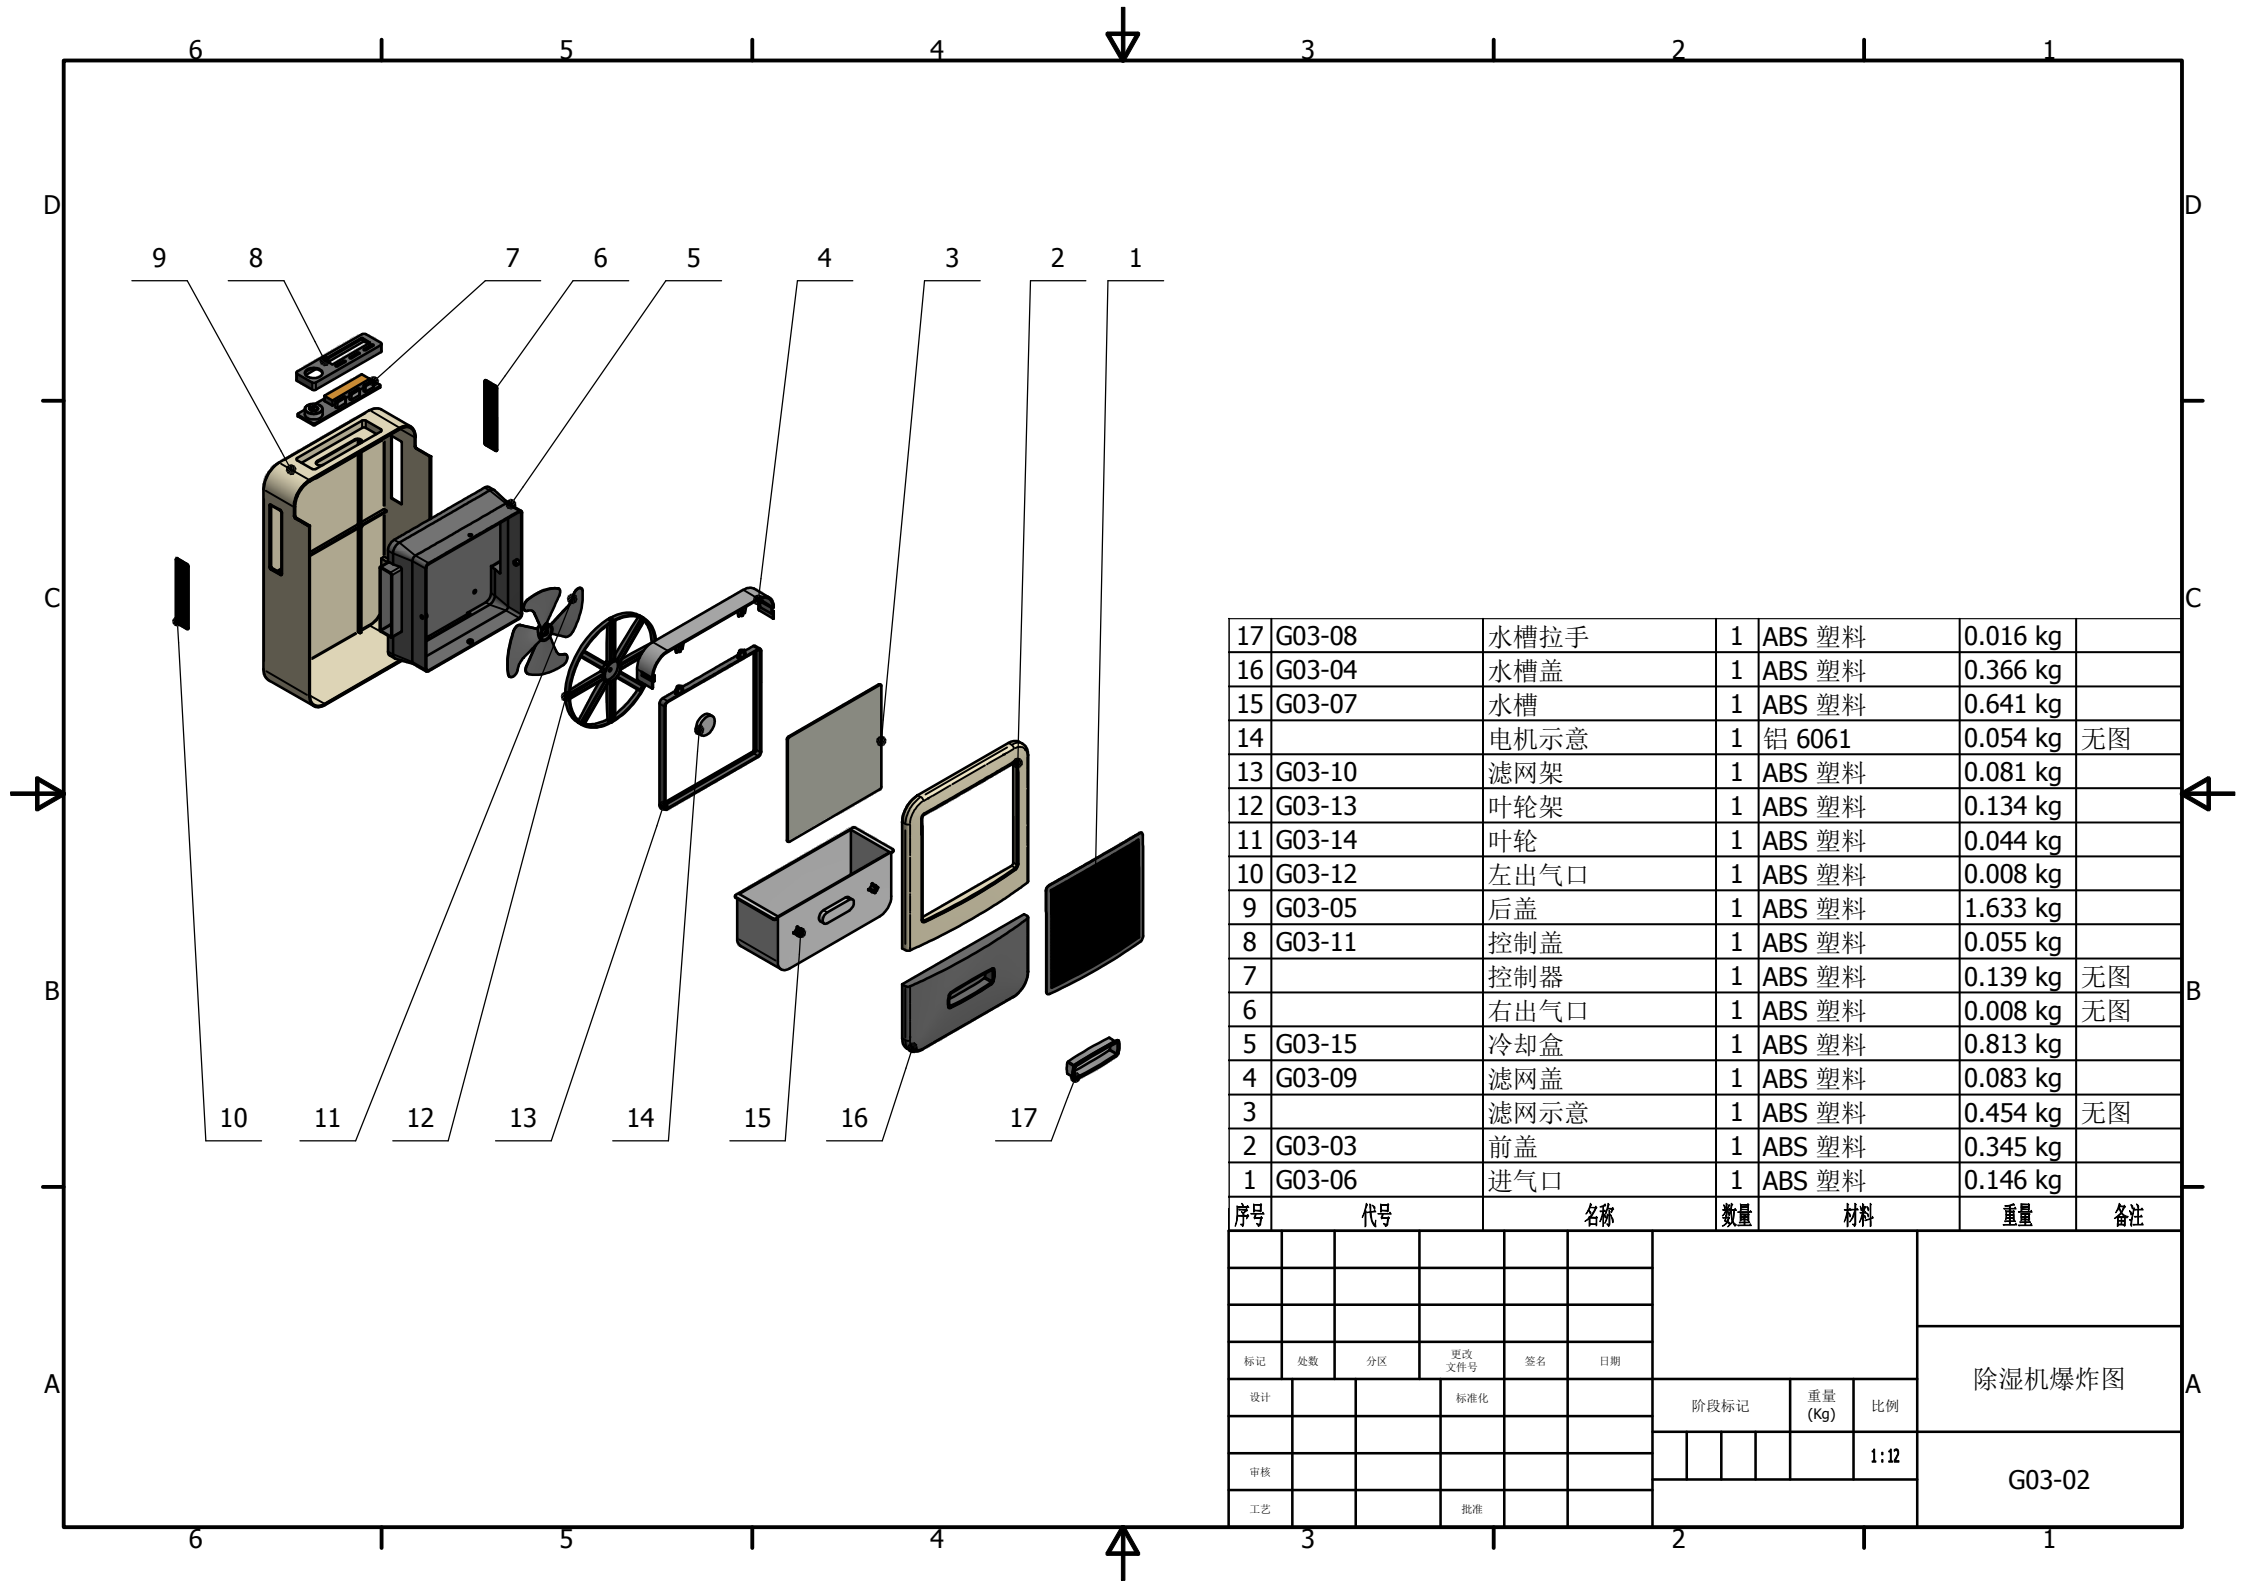 6 5 4 3 2 1
D D
9 8 7 6 5 4 3 2 1
C C
17 G03-08 水槽拉手 1 ABS 塑料 0.016 kg
16 G03-04 水槽盖 1 ABS 塑料 0.366 kg
15 G03-07 水槽 1 ABS 塑料 0.641 kg
14 电机示意 1 铝 6061 0.054 kg 无图
13 G03-10 滤网架 1 ABS 塑料 0.081 kg
12 G03-13 叶轮架 1 ABS 塑料 0.134 kg
11 G03-14 叶轮 1 ABS 塑料 0.044 kg
10 G03-12 左出气口 1 ABS 塑料 0.008 kg
9 G03-05 后盖 1 ABS 塑料 1.633 kg
8 G03-11 控制盖 1 ABS 塑料 0.055 kg
7 控制器 1 ABS 塑料 0.139 kg 无图
B B
6 右出气口 1 ABS 塑料 0.008 kg 无图
5 G03-15 冷却盒 1 ABS 塑料 0.813 kg
4 G03-09 滤网盖 1 ABS 塑料 0.083 kg
3 滤网示意 1 ABS 塑料 0.454 kg 无图
2 G03-03 前盖 1 ABS 塑料 0.345 kg
1 G03-06 进气口 1 ABS 塑料 0.146 kg
序号 代号 名称 数量 材料 重量 备注
10 11 12 13 14 15 16 17
标记 处数 分区 更改 签名 日期
文件号
除湿机爆炸图
A A
设计 标准化
阶段标记 重量 比例
(Kg)
1:12
审核
G03-02
工艺 批准
6 5 4 3 2 1